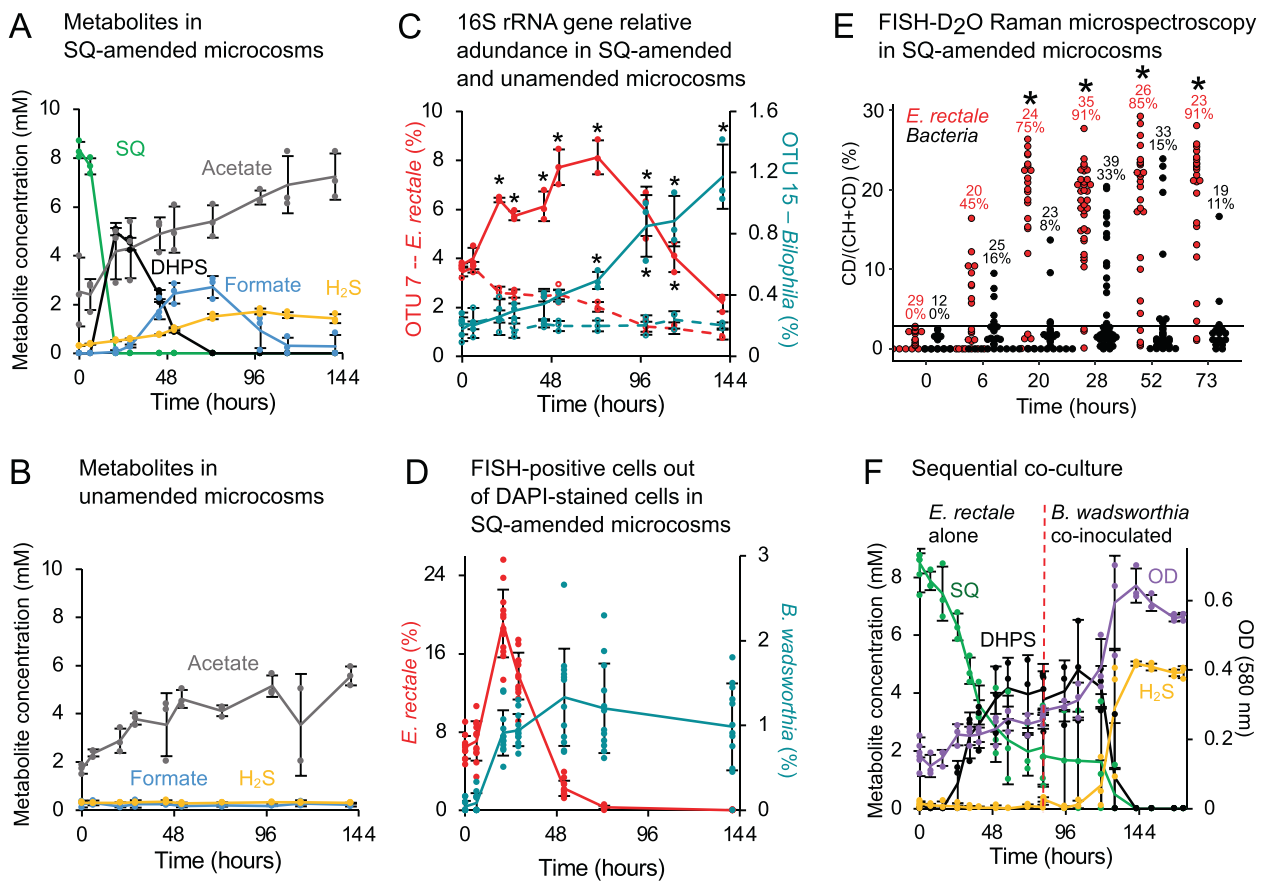 A
Metabolites in
SQ-amended microcosms
Metabolite concentration (mM)
10
8
6
4
2
0
SQ
Acetate
DHPS
Formate
H2S
0
48
96
144
Time (hours)
C
16S rRNA gene relative
adundance in SQ-amended
and unamended microcosms
OTU 7 -- E. rectale (%)
10
8
6
4
2
0
*
*
*
*
*
*
*
*
*
*
*
1.6
1.2
0.8
0.4
0
OTU 15 – Bilophila (%)
0
48
96
144
Time (hours)
E
FISH-D2O Raman microspectroscopy
in SQ-amended microcosms
CD/(CH+CD) (%)
30
20
10
0
E. rectale
Bacteria
29
0%
12
0%
20
45%
25
16%
*
24
75%
23
8%
*
35
91%
39
33%
*
26
85%
33
15%
*
23
91%
19
11%
0
6
20
28
52
73
Time (hours)
B
Metabolites in
unamended microcosms
Metabolite concentration (mM)
10
8
6
4
2
0
Acetate
Formate
H2S
0
48
96
144
Time (hours)
D
FISH-positive cells out
of DAPI-stained cells in
SQ-amended microcosms
E. rectale (%)
24
16
8
0
3
2
1
0
B. wadsworthia (%)
0
48
96
144
Time (hours)
F
Sequential co-culture
E. rectale
alone
B. wadsworthia
co-inoculated
Metabolite concentration (mM)
8
6
4
2
0
SQ
DHPS
OD
H2S
0.6
0.4
0.2
0
OD (580 nm)
0
48
96
144
Time (hours)